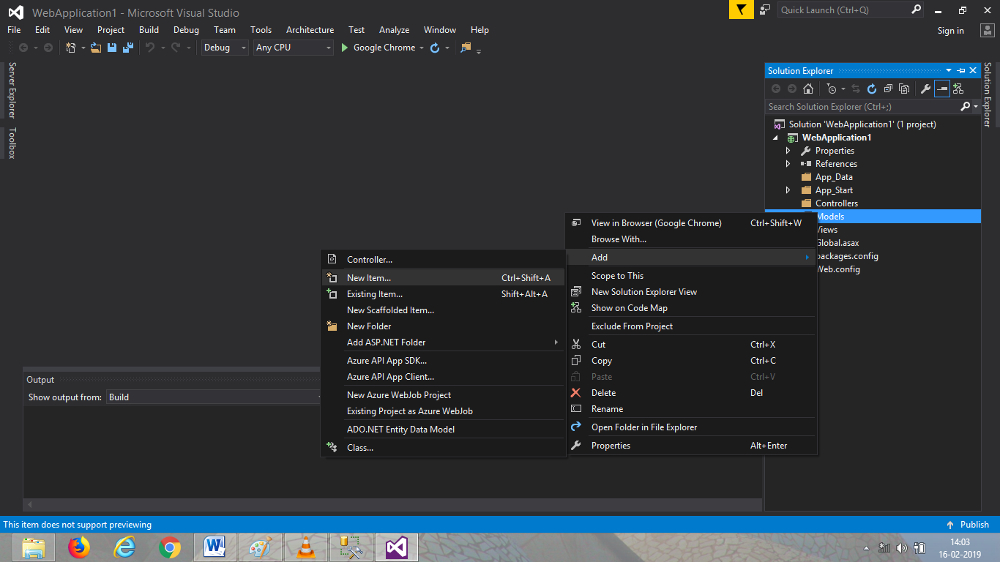 WebApplication1 - Microsoft Visual Studio
Quick Launch (Ctrl+Q)
File Edit View Project Build Debug Team Tools Architecture Test Analyze Window Help
Sign in
Debug Any CPU Google Chrome
Server Explorer
Toolbox
Solution Explorer
Solution Explorer
Search Solution Explorer (Ctrl+;)
Solution 'WebApplication1' (1 project)
WebApplication1
Properties
References
App_Data
App_Start
Controllers
Models
Views
Global.asax
packages.config
Web.config
View in Browser (Google Chrome) Ctrl+Shift+W
Browse With...
Add
Scope to This
New Solution Explorer View
Show on Code Map
Exclude From Project
Cut Ctrl+X
Copy Ctrl+C
Paste Ctrl+V
Delete Del
Rename
Open Folder in File Explorer
Properties Alt+Enter
Controller...
New Item... Ctrl+Shift+A
Existing Item... Shift+Alt+A
New Scaffolded Item...
New Folder
Add ASP.NET Folder
Azure API App SDK...
Azure API App Client...
New Azure WebJob Project
Existing Project as Azure WebJob
ADO.NET Entity Data Model
Class...
Output
Show output from: Build
This item does not support previewing
Publish
14:03
16-02-2019